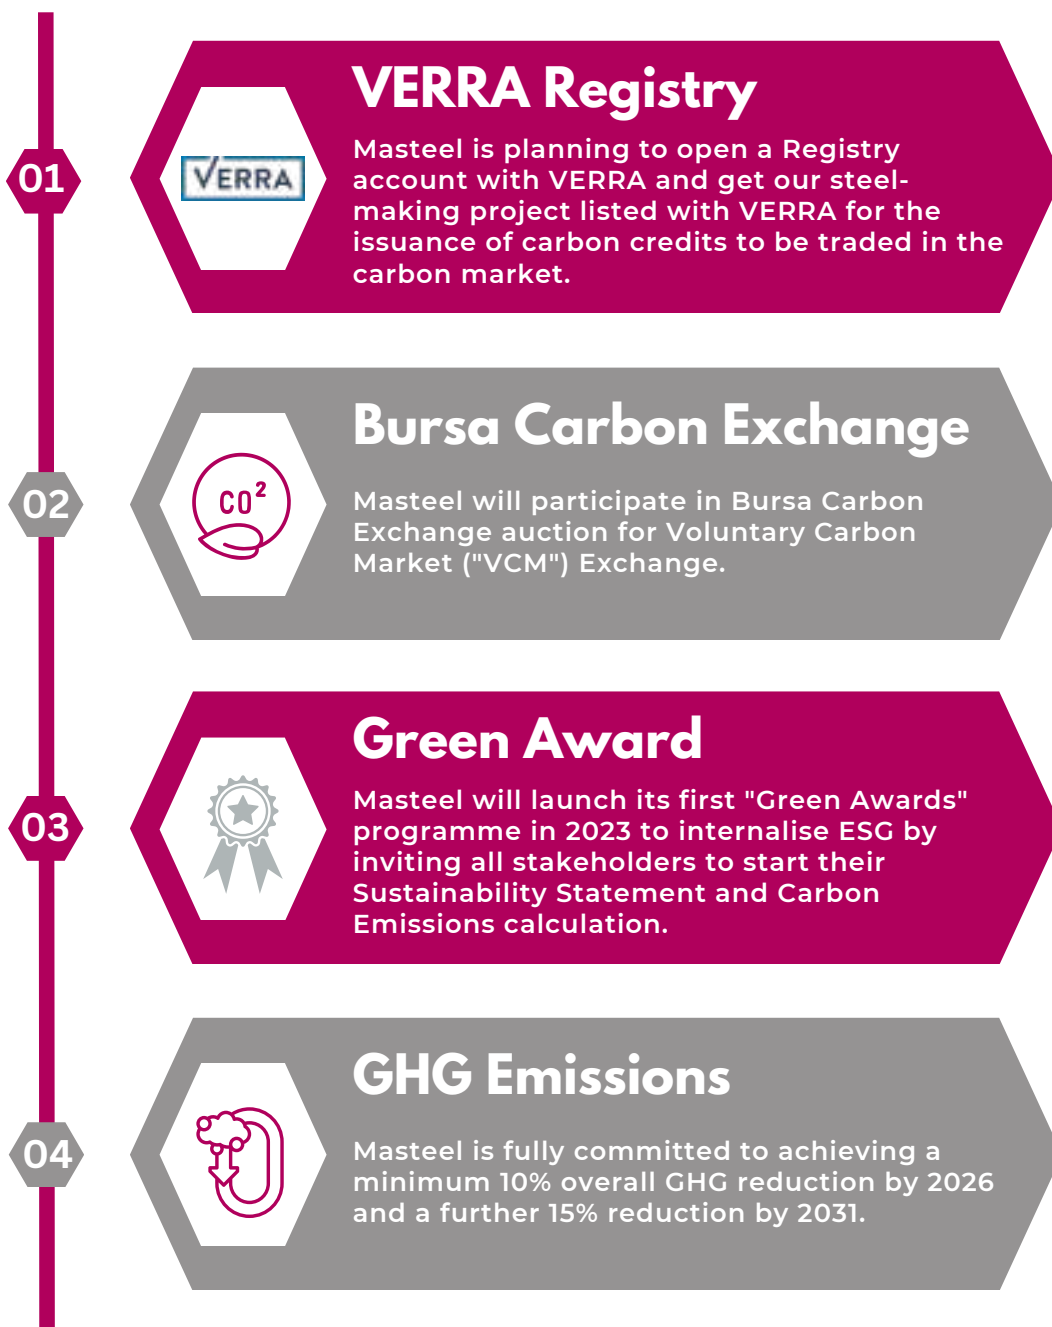 01
VERRA
VERRA Registry
Masteel is planning to open a Registry
account with VERRA and get our steel-
making project listed with VERRA for the
issuance of carbon credits to be traded in the
carbon market.
02
CO²
Bursa Carbon Exchange
Masteel will participate in Bursa Carbon
Exchange auction for Voluntary Carbon
Market ("VCM") Exchange.
03
Green Award
Masteel will launch its first "Green Awards"
programme in 2023 to internalise ESG by
inviting all stakeholders to start their
Sustainability Statement and Carbon
Emissions calculation.
04
GHG Emissions
Masteel is fully committed to achieving a
minimum 10% overall GHG reduction by 2026
and a further 15% reduction by 2031.